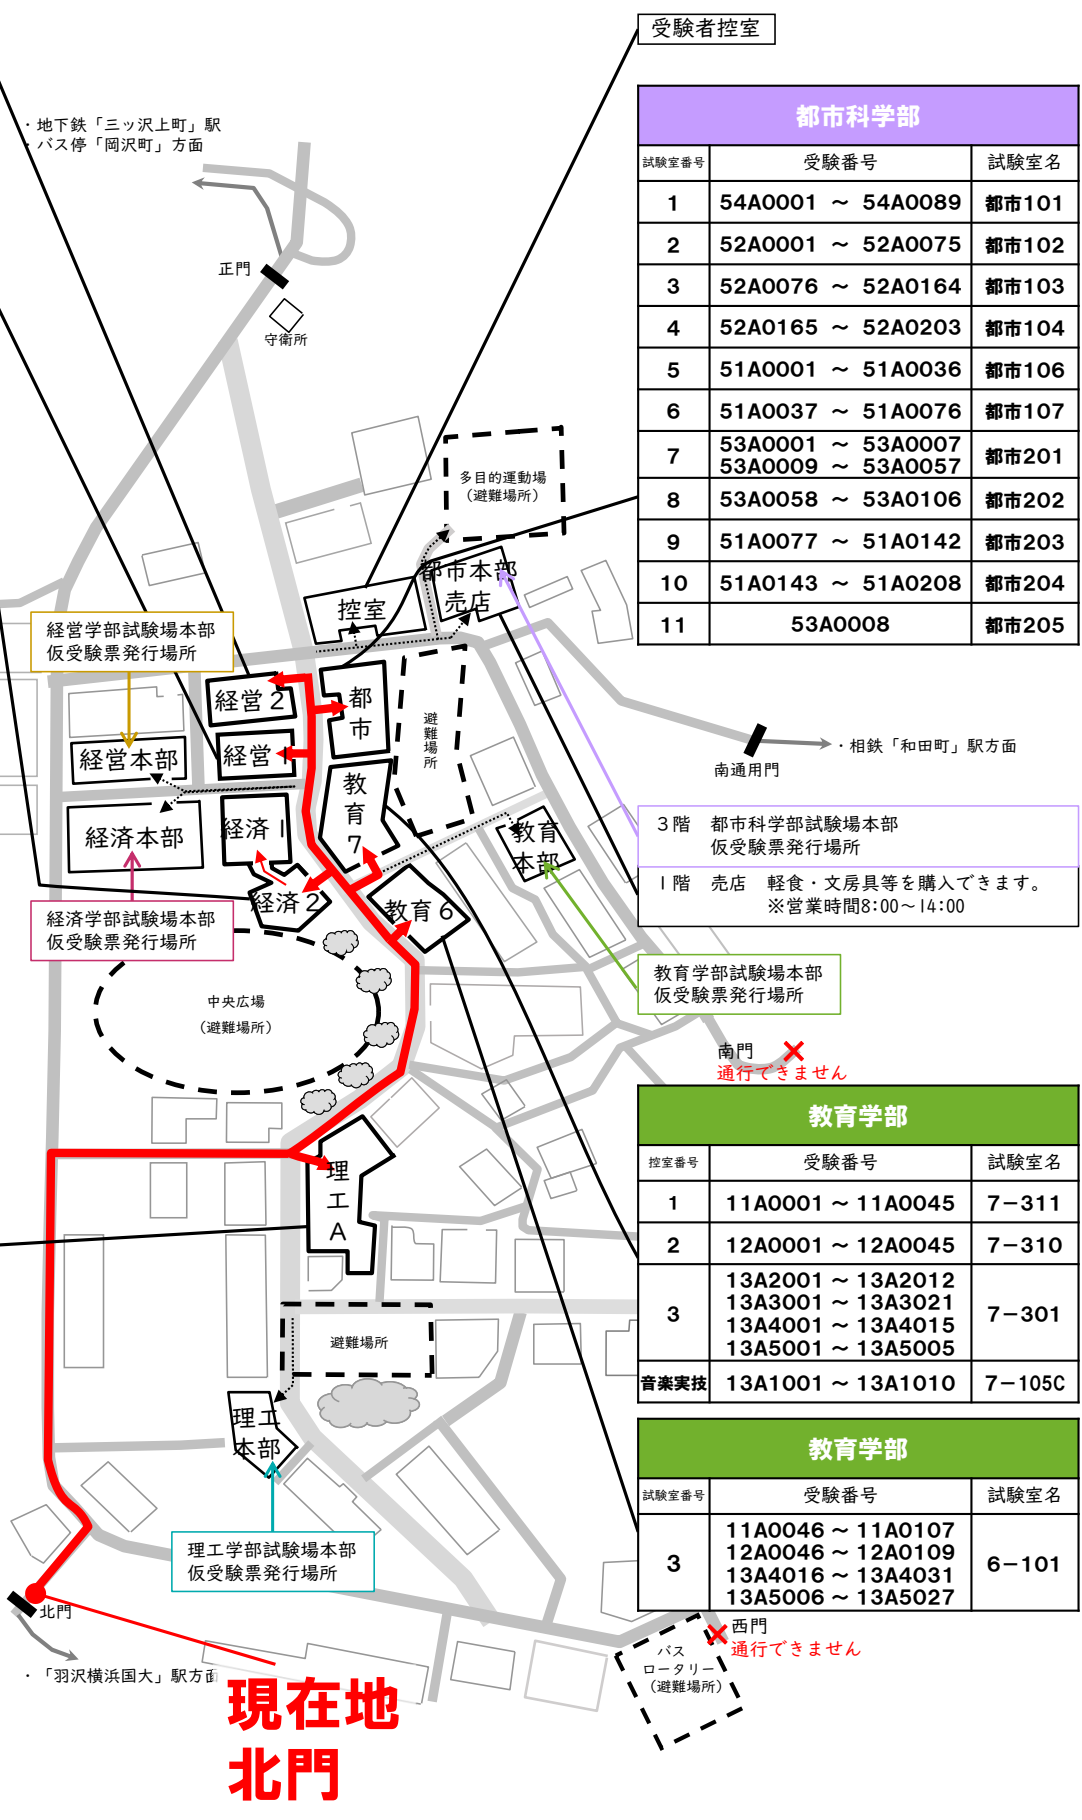 受験者控室
・地下鉄「三ッ沢上町」駅
・バス停「岡沢町」方面
正門
守衛所
都市科学部
試験室番号 受験番号 試験室名
1 54A0001 ～ 54A0089 都市101
2 52A0001 ～ 52A0075 都市102
3 52A0076 ～ 52A0164 都市103
4 52A0165 ～ 52A0203 都市104
5 51A0001 ～ 51A0036 都市106
6 51A0037 ～ 51A0076 都市107
7 53A0001 ～ 53A0007 都市201
53A0009 ～ 53A0057
8 53A0058 ～ 53A0106 都市202
9 51A0077 ～ 51A0142 都市203
10 51A0143 ～ 51A0208 都市204
11 53A0008 都市205
多目的運動場
（避難場所）
都市本部
売店
控室
経営学部試験場本部
仮受験票発行場所
経営2
都
市
避
難
場
所
経営1
経営本部
・相鉄「和田町」駅方面
南通用門
教
育
7
経済本部
経済1
教育
本部
3階 都市科学部試験場本部
仮受験票発行場所
1階 売店 軽食・文房具等を購入できます。
※営業時間8:00～14:00
経済2
教育6
経済学部試験場本部
仮受験票発行場所
教育学部試験場本部
仮受験票発行場所
中央広場
（避難場所）
南門
通行できません
教育学部
控室番号 受験番号 試験室名
1 11A0001 ～ 11A0045 7－311
2 12A0001 ～ 12A0045 7－310
3 13A2001 ～ 13A2012 7－301
13A3001 ～ 13A3021
13A4001 ～ 13A4015
13A5001 ～ 13A5005
音楽実技 13A1001 ～ 13A1010 7－105C
理
工
A
避難場所
理工
本部
教育学部
試験室番号 受験番号 試験室名
3 11A0046 ～ 11A0107 6－101
12A0046 ～ 12A0109
13A4016 ～ 13A4031
13A5006 ～ 13A5027
理工学部試験場本部
仮受験票発行場所
北門
西門
通行できません
バス
ロータリー
（避難場所）
・「羽沢横浜国大」駅方面
現在地
北門